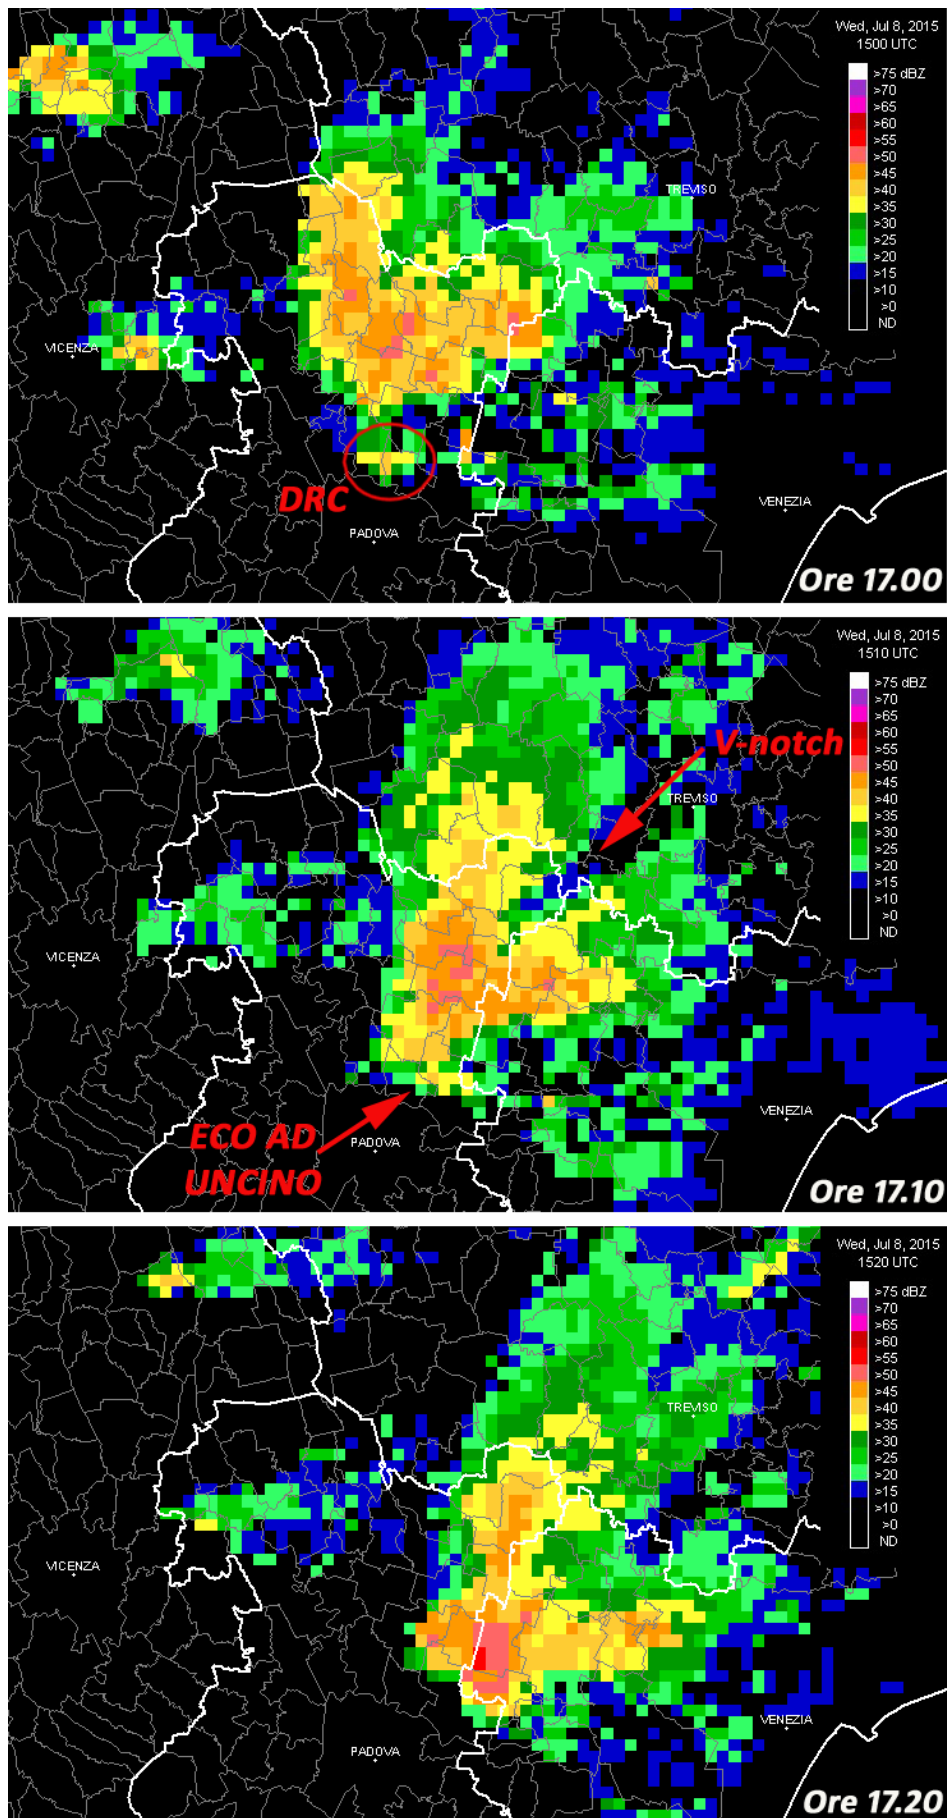 Wed, Jul 8, 2015
1500 UTC
>75 dBZ
>70
>65
>60
>55
>50
>45
>40
>35
>30
>25
>20
>15
>10
>0
ND
TREVISO
VICENZA
DRC
PADOVA
VENEZIA
Ore 17.00
Wed, Jul 8, 2015
1510 UTC
>75 dBZ
>70
>65
>60
>55
>50
>45
>40
>35
>30
>25
>20
>15
>10
>0
ND
V-notch
TREVISO
VICENZA
ECO AD
UNCINO
PADOVA
VENEZIA
Ore 17.10
Wed, Jul 8, 2015
1520 UTC
>75 dBZ
>70
>65
>60
>55
>50
>45
>40
>35
>30
>25
>20
>15
>10
>0
ND
TREVISO
VICENZA
VENEZIA
PADOVA
Ore 17.20